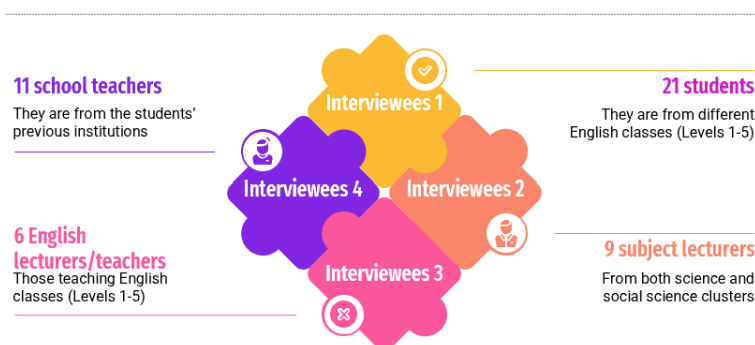 11 school teachers
They are from the students'
previous institutions
Interviewees 1
21 students
They are from different
English classes (Levels 1-5)
Interviewees 4
Interviewees 2
6 English
lecturers/teachers
Those teaching English
classes (Levels 1-5)
Interviewees 3
9 subject lecturers
From both science and
social science clusters